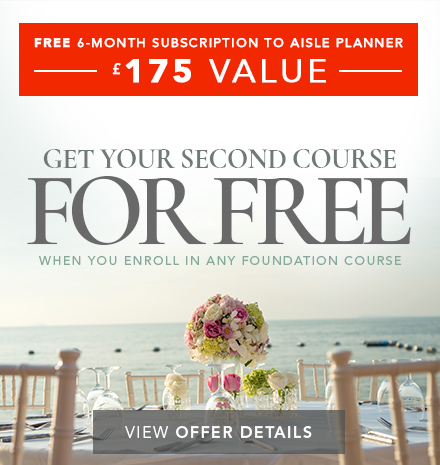 FREE 6-MONTH SUBSCRIPTION TO AISLE PLANNER
£175 VALUE
GET YOUR SECOND COURSE
FOR FREE
WHEN YOU ENROLL IN ANY FOUNDATION COURSE
VIEW OFFER DETAILS